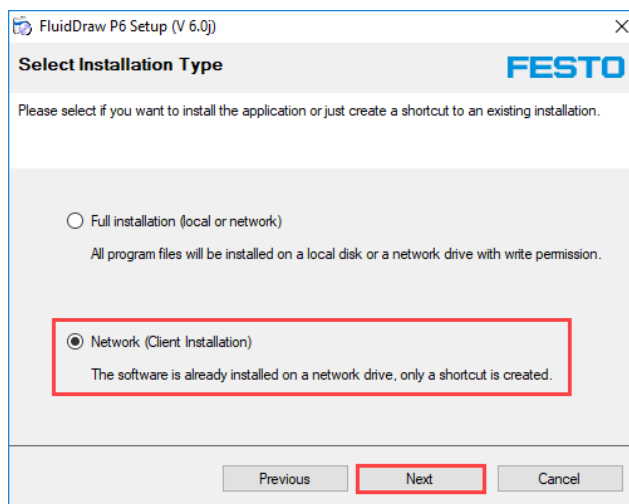 FluidDraw P6 Setup (V 6.0j)
Select Installation Type
FESTO
Please select if you want to install the application or just create a shortcut to an existing installation.
Full installation (local or network)
All program files will be installed on a local disk or a network drive with write permission.
Network (Client Installation)
The software is already installed on a network drive, only a shortcut is created.
Previous
Next
Cancel